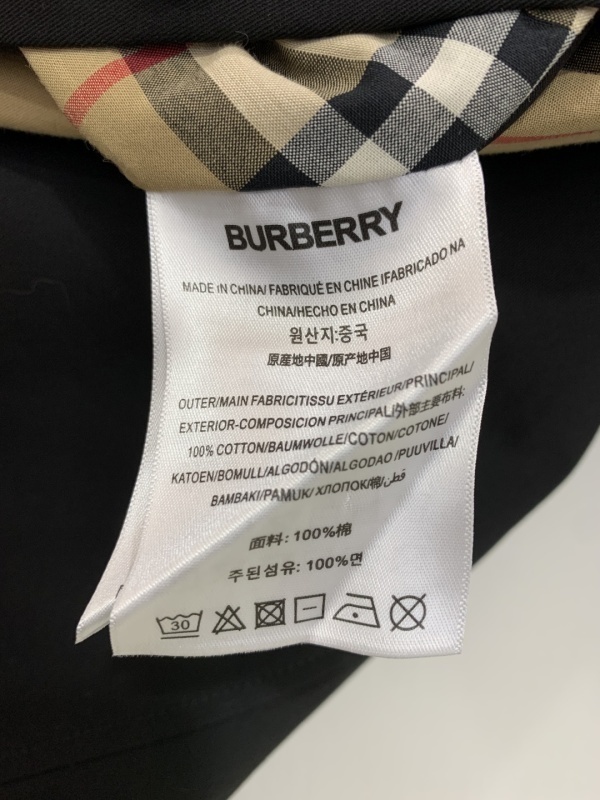 BURBERRY
MADE IN CHINA/ FABRIQUÉ EN CHINE IFABRICADO NA
CHINA/HECHO EN CHINA
원산지:중국
原産地中國/原产地中国
OUTER/MAIN FABRICITISSU EXTÉRIEUR/PRINCIPAL/
EXTERIOR-COMPOSICION PRINCIPAL/外部主要布料:
100% COTTON/BAUMWOLLE/COTON/COTONE/
KATOEN/BOMULL/ALGODÓN/ALGODAO /PUUVILLA/
BAMBAKI/PAMUK/ ХЛОПОК/棉/قطن
面料: 100%棉
주된섬유: 100%면
30